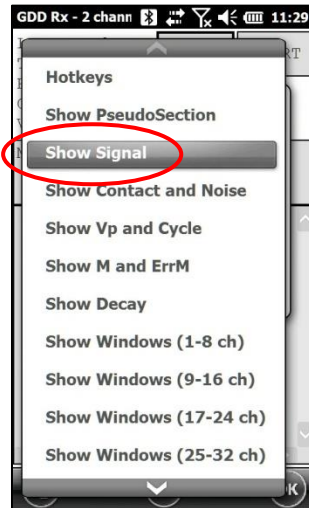 GDD Rx - 2 chann 11:29
RT
Hotkeys
Show PseudoSection
Show Signal
Show Contact and Noise
Show Vp and Cycle
Show M and ErrM
Show Decay
Show Windows (1-8 ch)
Show Windows (9-16 ch)
Show Windows (17-24 ch)
Show Windows (25-32 ch)